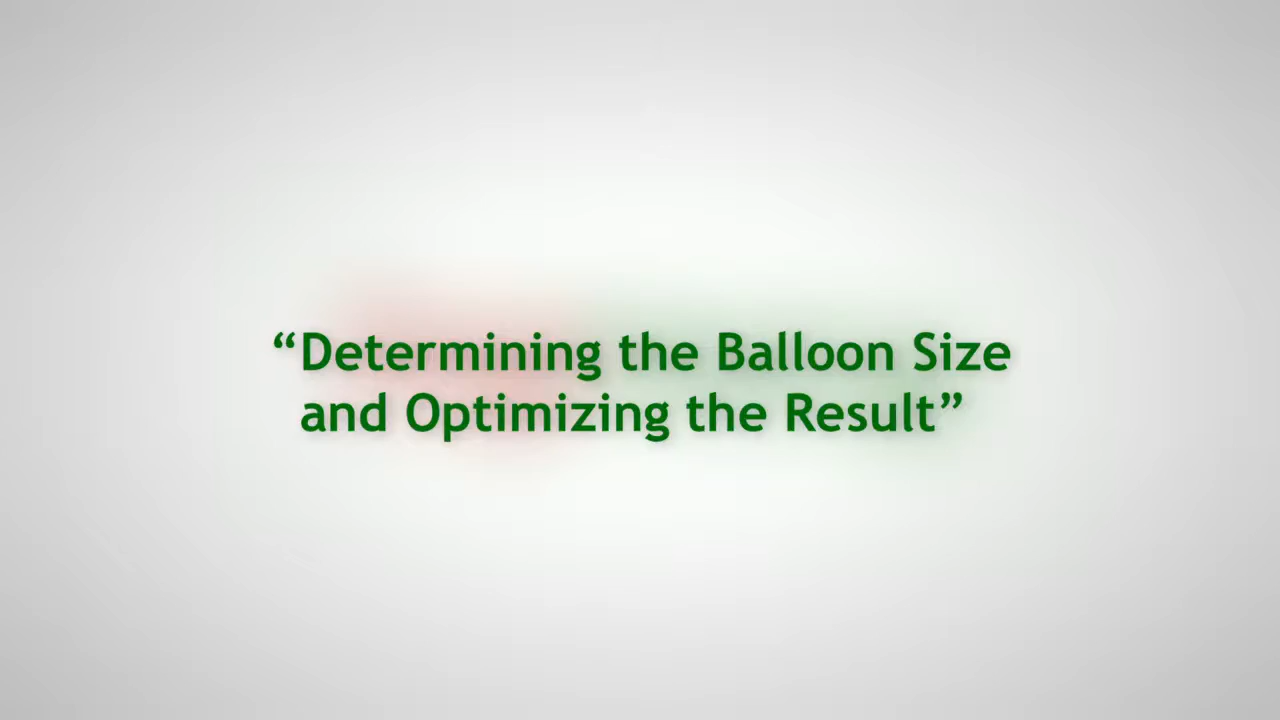 “Determining the Balloon Size
and Optimizing the Result”